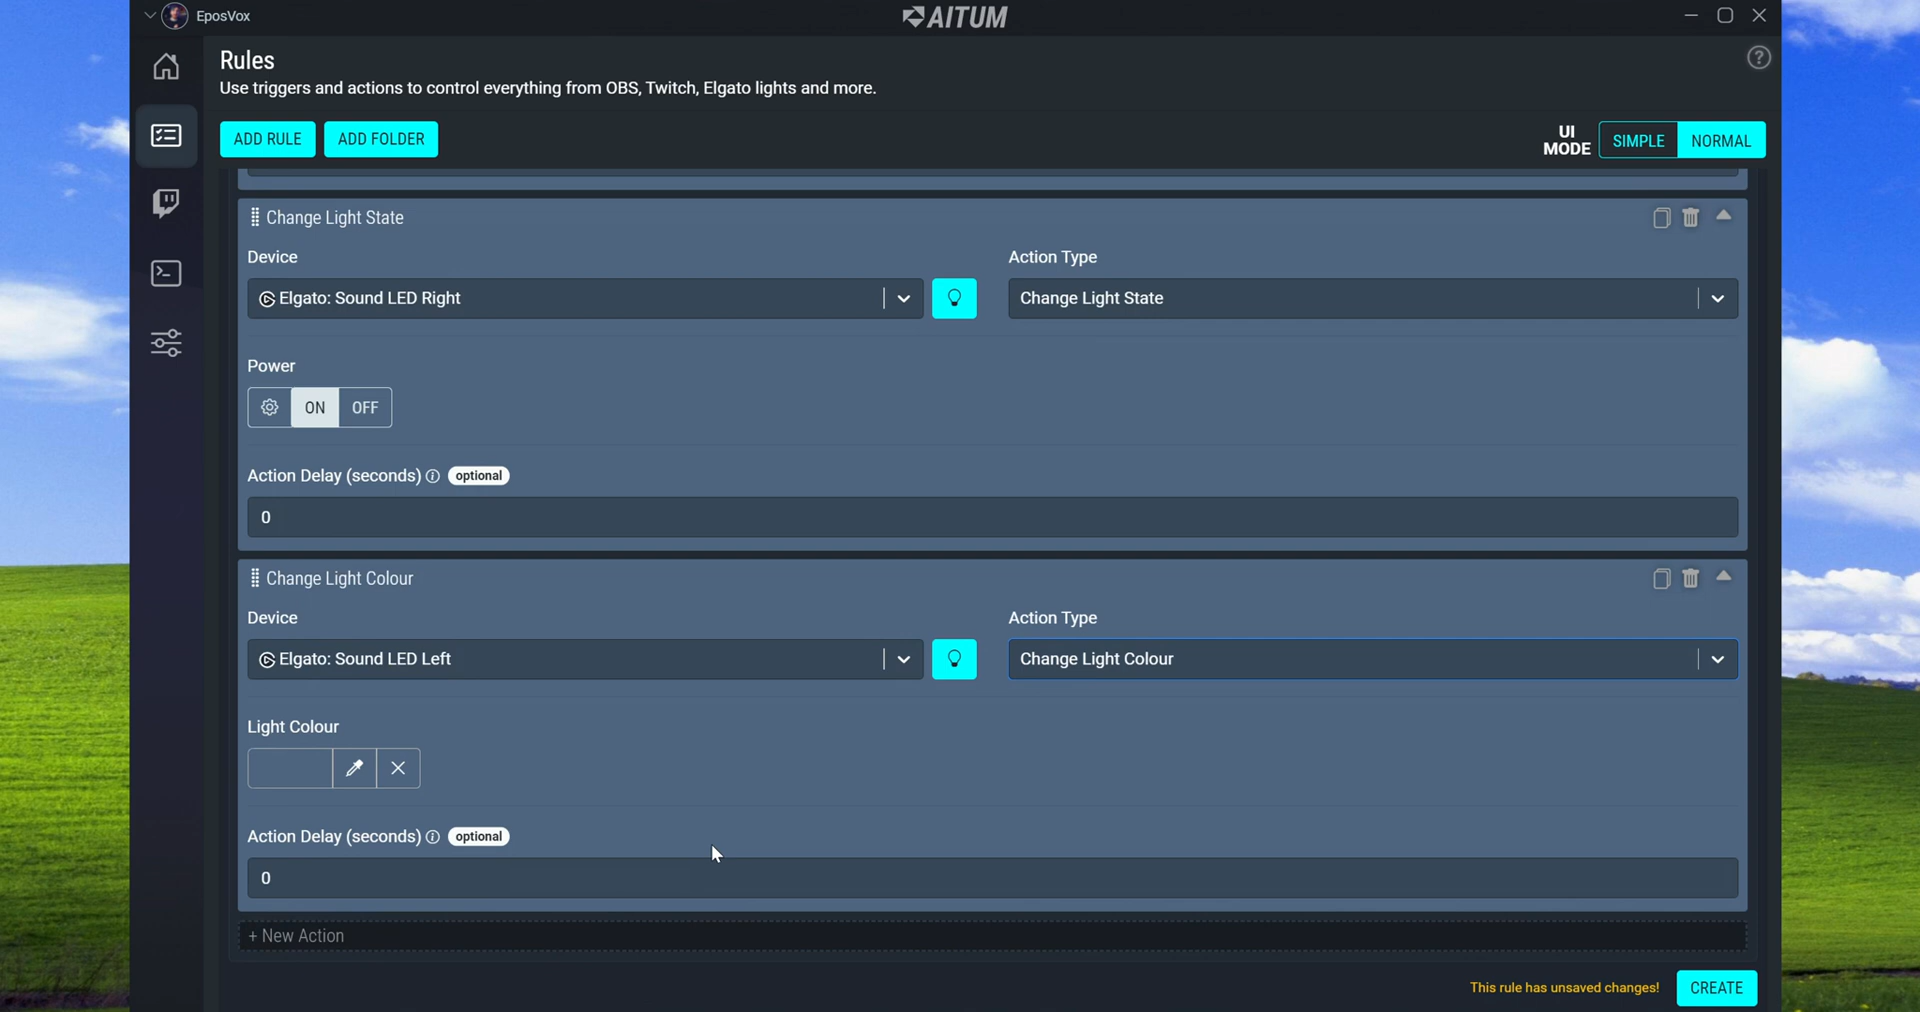 EposVox
AITUM
Rules
Use triggers and actions to control everything from OBS, Twitch, Elgato lights and more.
ADD RULE
ADD FOLDER
UI
MODE
SIMPLE
NORMAL
Change Light State
Device
Action Type
Elgato: Sound LED Right
Change Light State
Power
ON
OFF
Action Delay (seconds)
optional
0
Change Light Colour
Device
Action Type
Elgato: Sound LED Left
Change Light Colour
Light Colour
Action Delay (seconds)
optional
0
+ New Action
This rule has unsaved changes!
CREATE